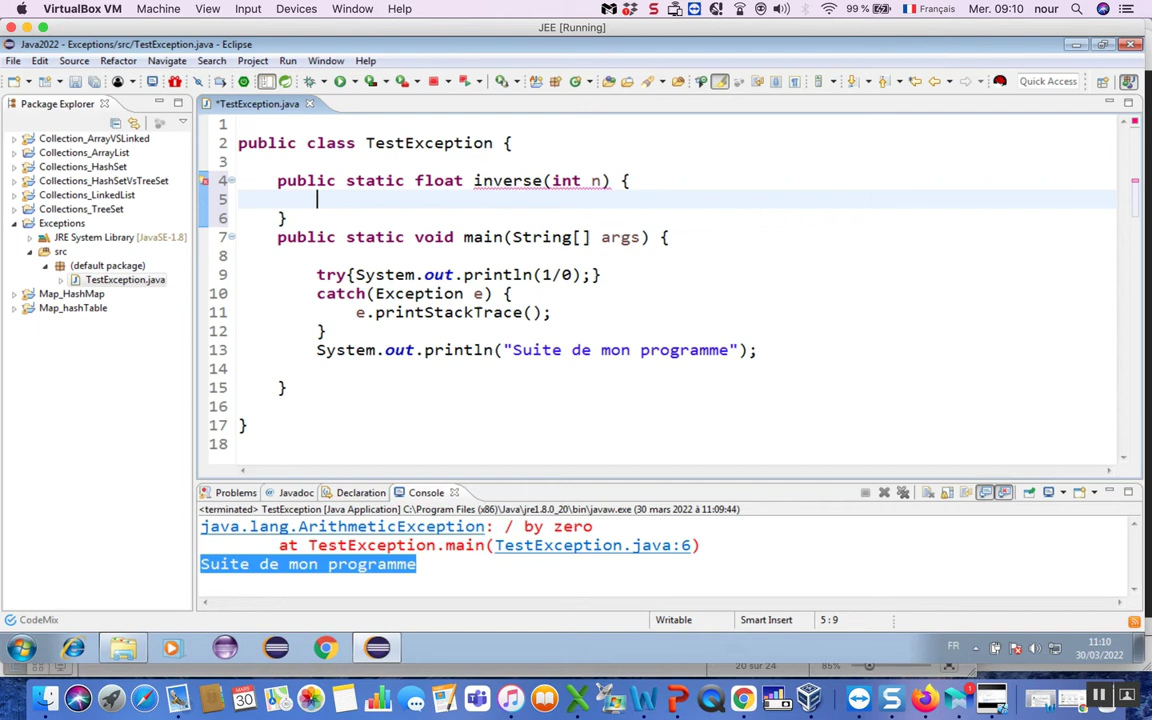 VirtualBox VM Machine View Input Devices Window Help 99 % Français Mer. 09:10 nour
JEE [Running]
Java2022 - Exceptions/src/TestException.java - Eclipse
File Edit Source Refactor Navigate Search Project Run Window Help
Quick Access
Package Explorer
*TestException.java
Collection_ArrayVSLinked
Collections_ArrayList
Collections_HashSet
Collections_HashSetVsTreeSet
Collections_LinkedList
Collections_TreeSet
Exceptions
JRE System Library [JavaSE-1.8]
src
(default package)
TestException.java
Map_HashMap
Map_hashTable
1
2 public class TestException {
3
4 public static float inverse(int n) {
5
6 }
7 public static void main(String[] args) {
8
9 try{System.out.println(1/0);}
10 catch(Exception e) {
11 e.printStackTrace();
12 }
13 System.out.println("Suite de mon programme");
14
15 }
16
17 }
18
Problems Javadoc Declaration Console
<terminated> TestException [Java Application] C:\Program Files (x86)\Java\jre1.8.0_20\bin\javaw.exe (30 mars 2022 à 11:09:44)
java.lang.ArithmeticException: / by zero
at TestException.main(TestException.java:6)
Suite de mon programme
CodeMix
Writable Smart Insert 5 : 9
FR 11:10
30/03/2022
20 sur 24 85%
MAR.
30